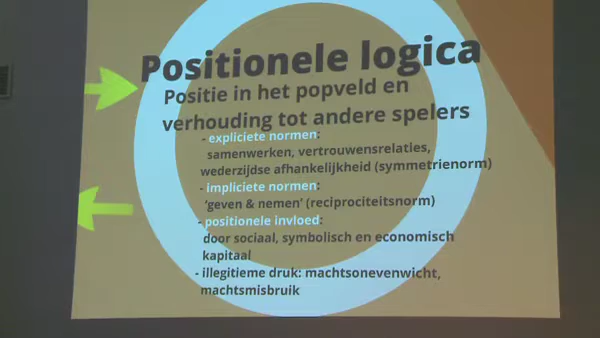 Positionele logica
Positie in het popveld en
verhouding tot andere spelers
- expliciete normen:
samenwerken, vertrouwensrelaties,
wederzijdse afhankelijkheid (symmetrienorm)
- impliciete normen:
'geven & nemen' (reciprociteitsnorm)
- positionele invloed:
door sociaal, symbolisch en economisch
kapitaal
- illegitieme druk: machtsonevenwicht,
machtsmisbruik